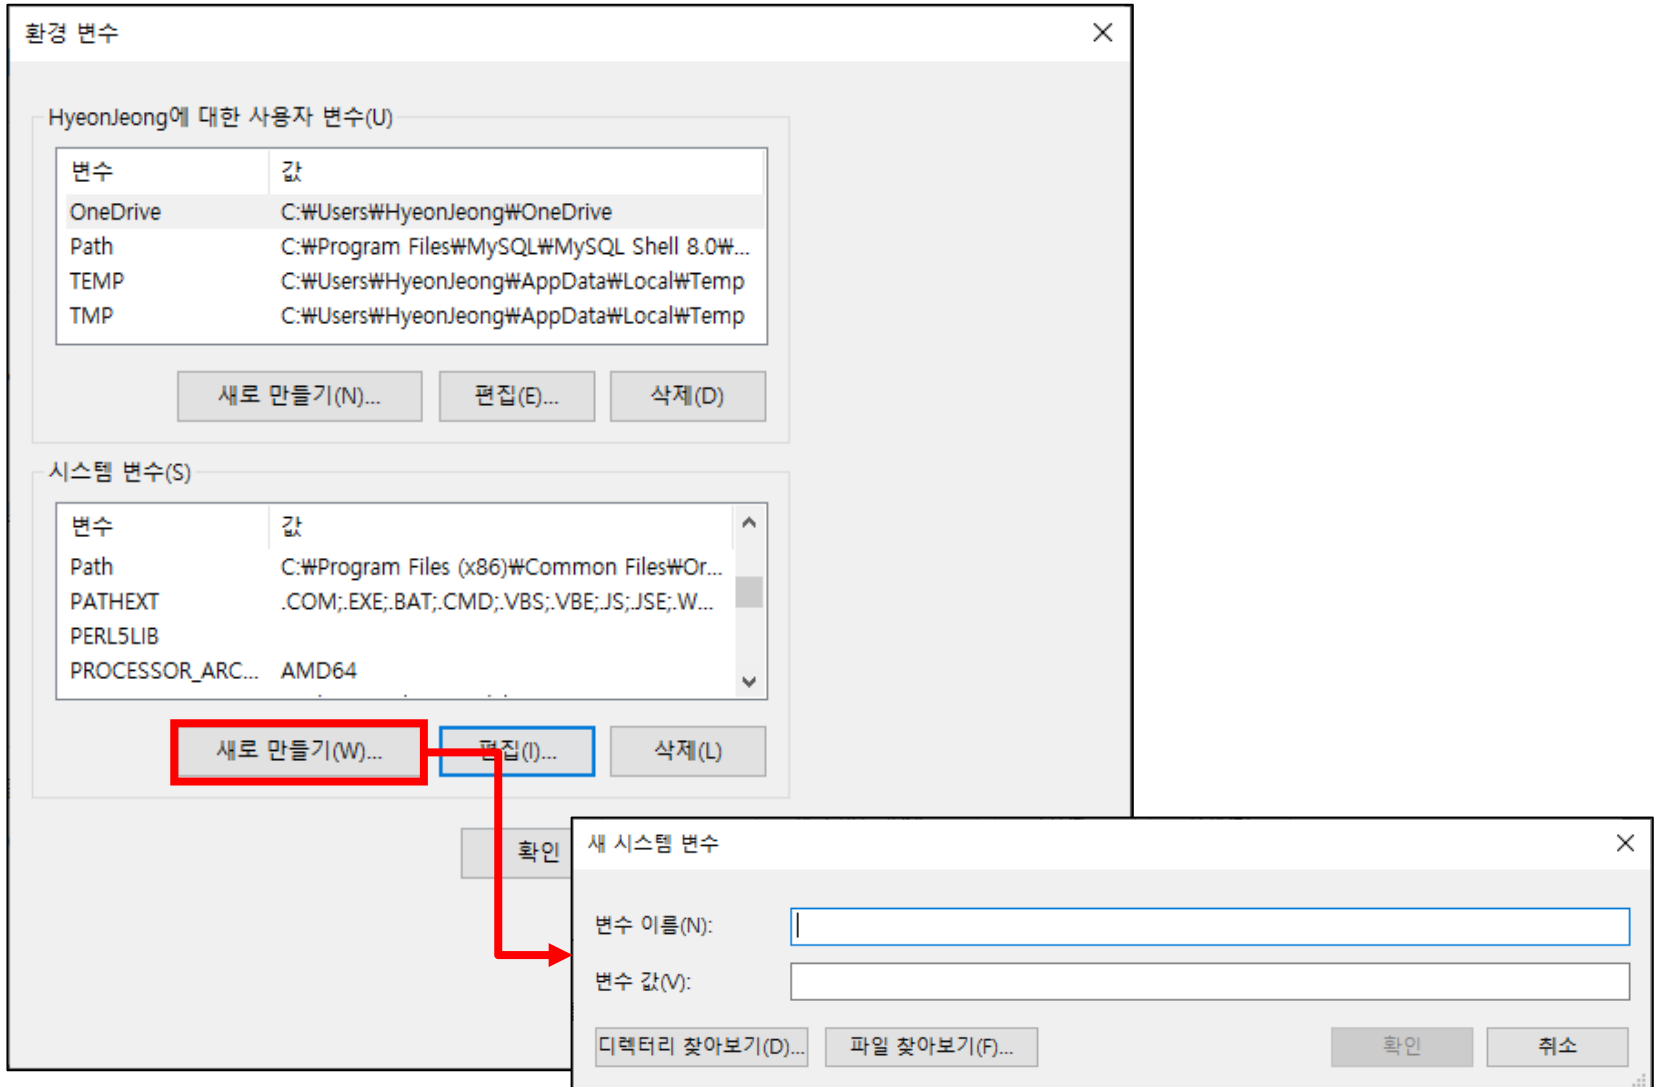 환경 변수
HyeonJeong에 대한 사용자 변수(U)
변수 값
OneDrive C:₩Users₩HyeonJeong₩OneDrive
Path C:₩Program Files₩MySQL₩MySQL Shell 8.0₩...
TEMP C:₩Users₩HyeonJeong₩AppData₩Local₩Temp
TMP C:₩Users₩HyeonJeong₩AppData₩Local₩Temp
새로 만들기(N)... 편집(E)... 삭제(D)
시스템 변수(S)
변수 값
Path C:₩Program Files (x86)₩Common Files₩Or...
PATHEXT .COM;.EXE;.BAT;.CMD;.VBS;.VBE;.JS;.JSE;.W...
PERL5LIB
PROCESSOR_ARC... AMD64
새로 만들기(W)... 편집(I)... 삭제(L)
확인
새 시스템 변수
변수 이름(N):
변수 값(V):
디렉터리 찾아보기(D)... 파일 찾아보기(F)... 확인 취소